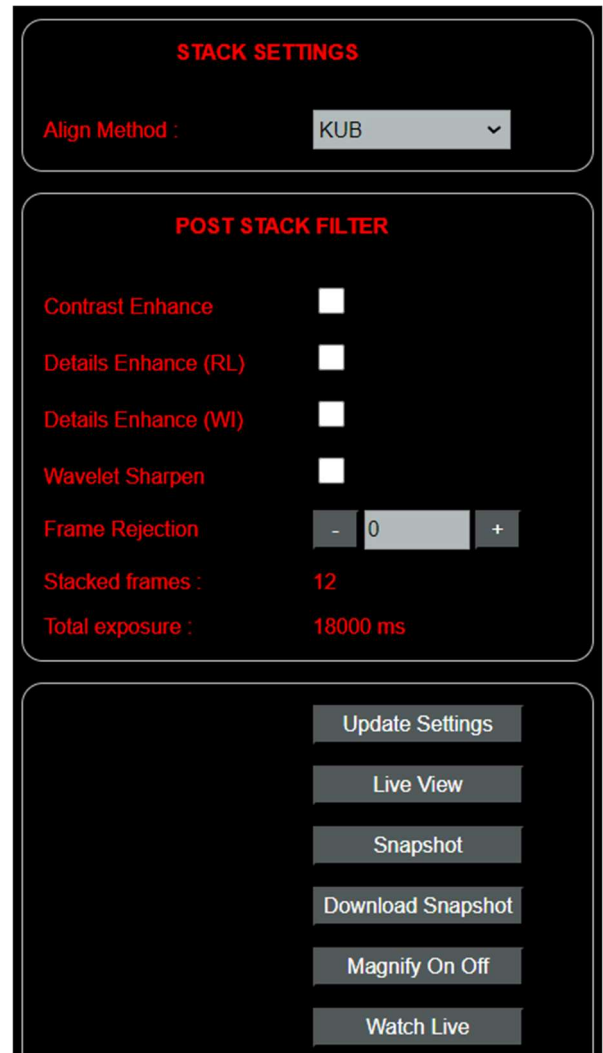 STACK SETTINGS
Align Method : KUB
POST STACK FILTER
Contrast Enhance
Details Enhance (RL)
Details Enhance (WI)
Wavelet Sharpen
Frame Rejection - 0 +
Stacked frames : 12
Total exposure : 18000 ms
Update Settings
Live View
Snapshot
Download Snapshot
Magnify On Off
Watch Live